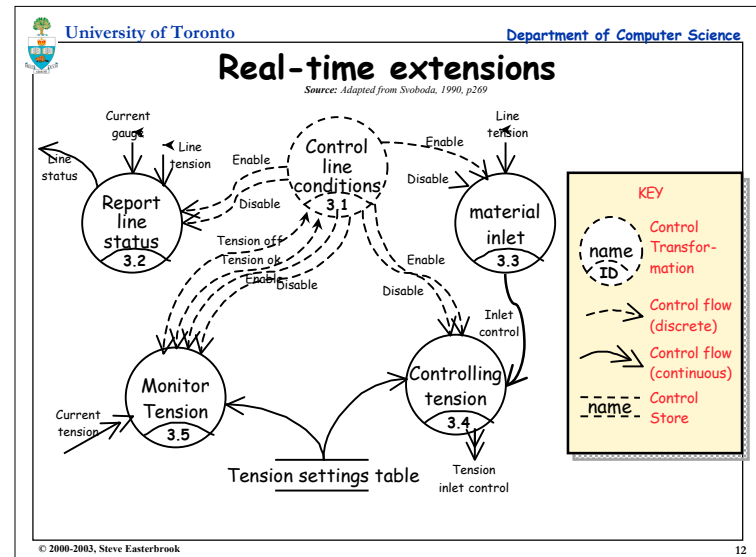 University of Toronto
Department of Computer Science
Real-time extensions
Source: Adapted from Svoboda, 1990, p269
Current
gauge
Line
tension
Line
status
Report
line
status
3.2
Enable
Disable
Control
line
conditions
3.1
Enable
Disable
Line
tension
material
inlet
3.3
Tension off
Tension ok
Enable
Disable
Enable
Disable
Inlet
control
Monitor
Tension
3.5
Current
tension
Controlling
tension
3.4
Tension settings table
Tension
inlet control
KEY
name
ID
Control
Transfor-
mation
Control flow
(discrete)
Control flow
(continuous)
name
Control
Store
© 2000-2003, Steve Easterbrook
12